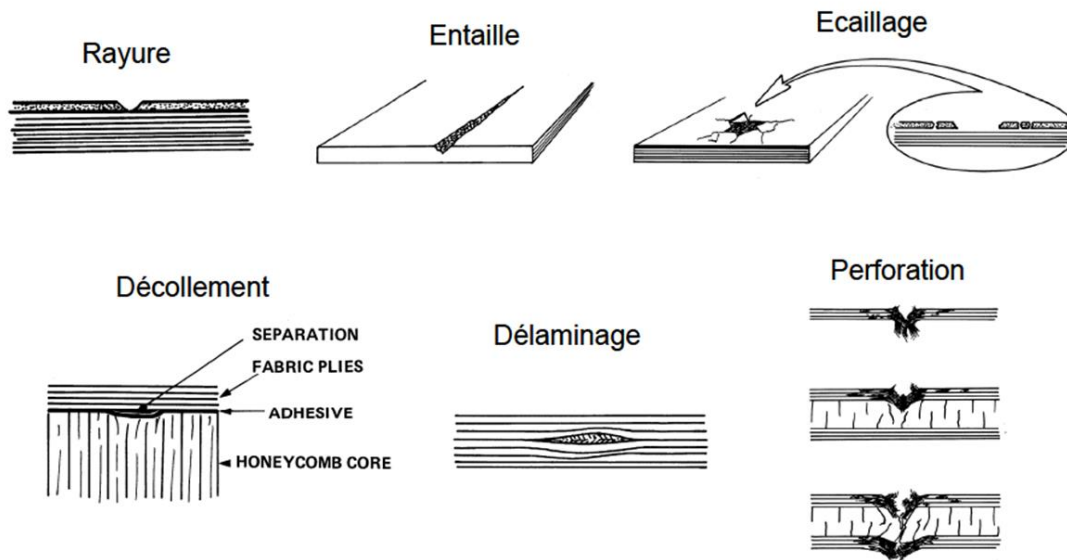 Rayure
Entaille
Ecaillage
Décollement
SEPARATION
FABRIC PLIES
ADHESIVE
HONEYCOMB CORE
Délaminage
Perforation